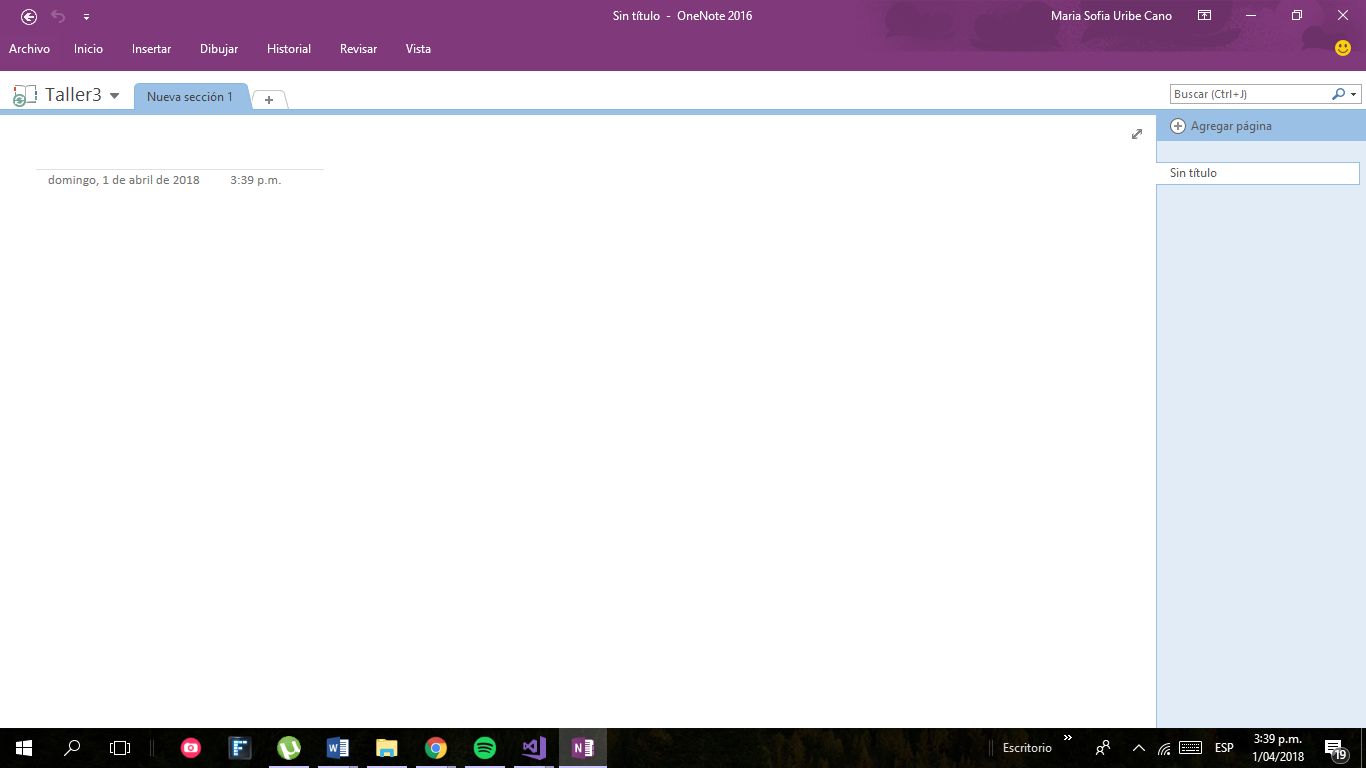 Sin título - OneNote 2016
Maria Sofia Uribe Cano
Archivo Inicio Insertar Dibujar Historial Revisar Vista
Taller3
Nueva sección 1
Buscar (Ctrl+J)
Agregar página
Sin título
domingo, 1 de abril de 2018 3:39 p.m.
Escritorio
ESP
3:39 p.m.
1/04/2018
19